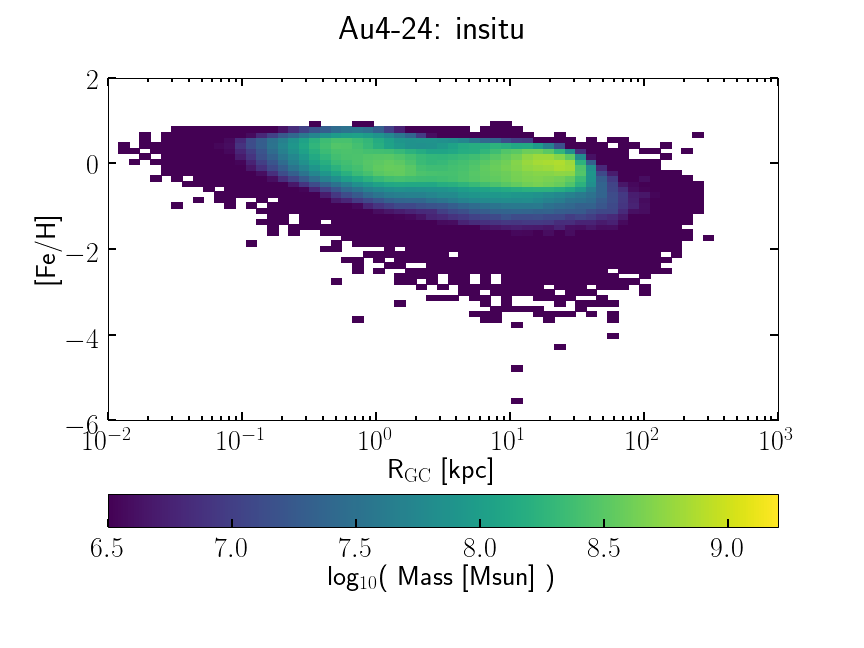 Au4-24: insitu
2
0
−2
−4
−6
[Fe/H]
10⁻² 10⁻¹ 10⁰ 10¹ 10² 10³
R_GC [kpc]
6.5 7.0 7.5 8.0 8.5 9.0
log₁₀( Mass [Msun] )